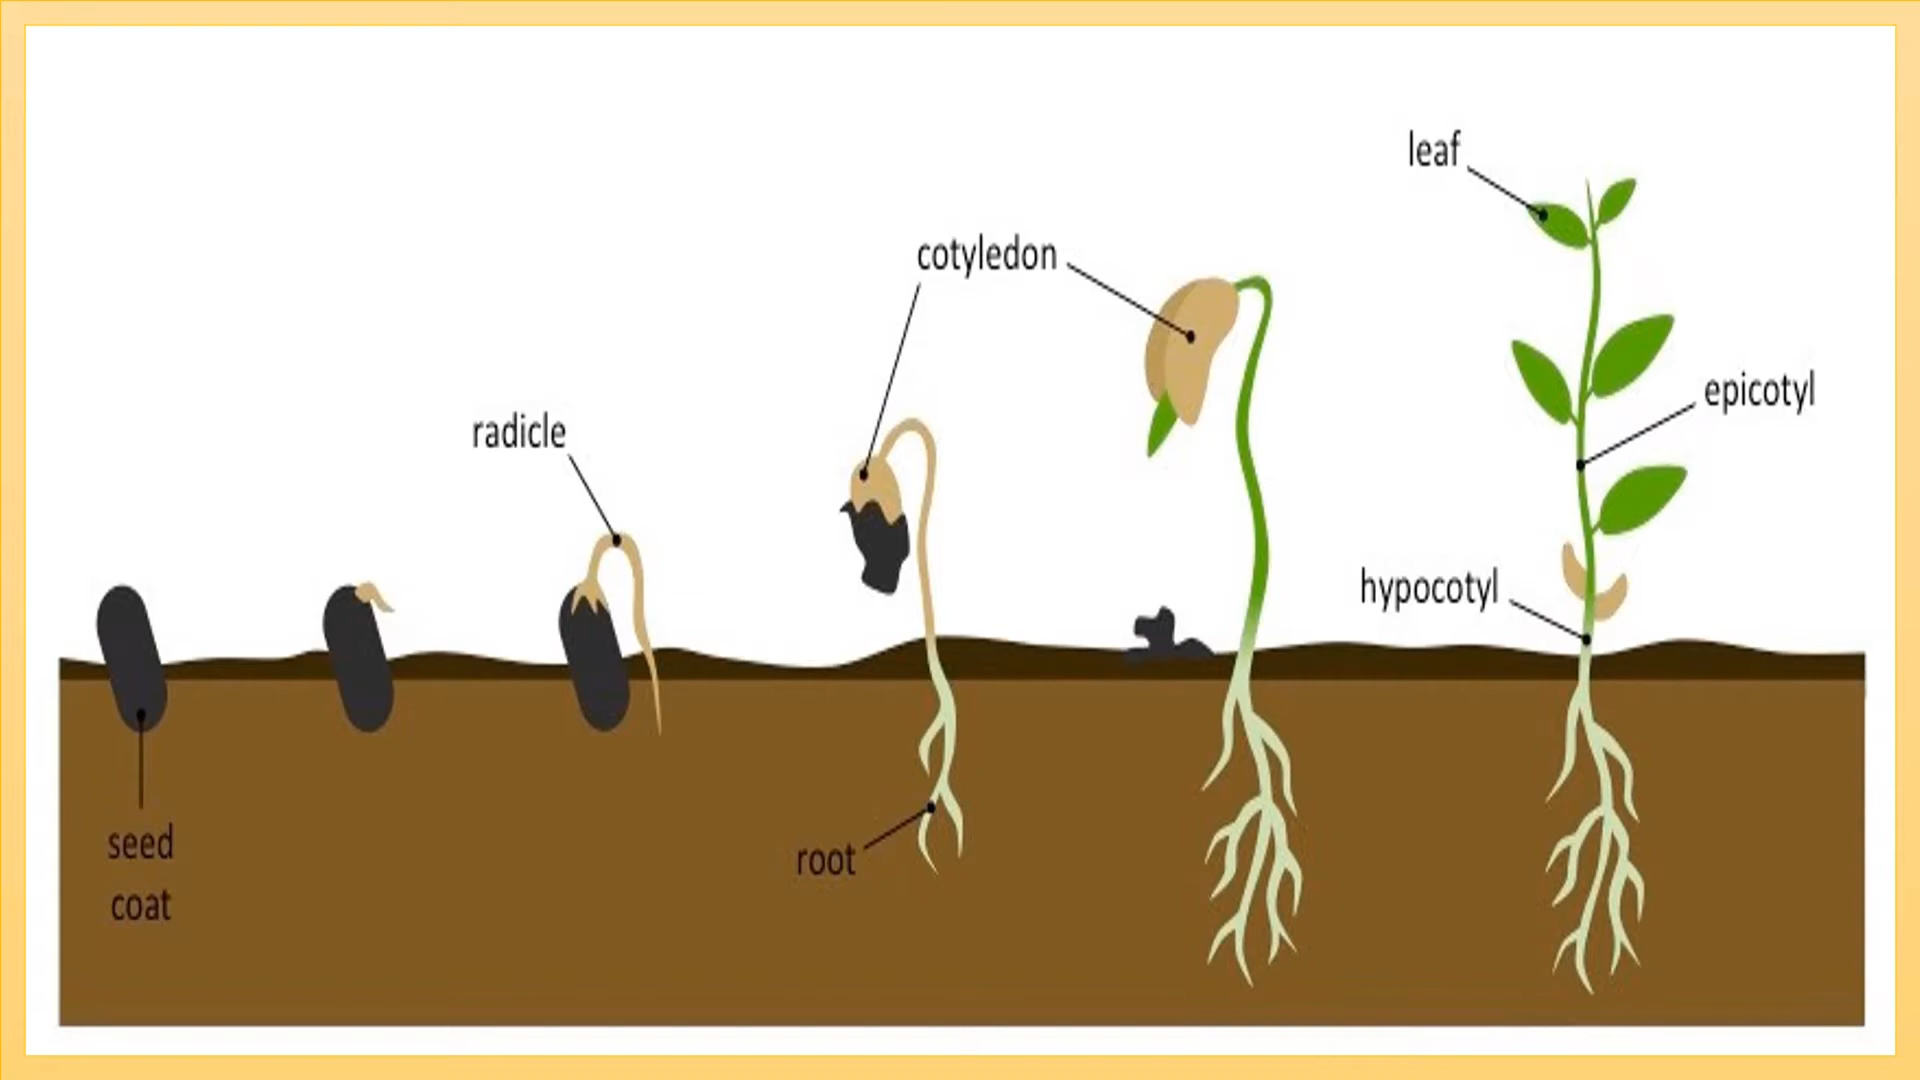 leaf
cotyledon
epicotyl
radicle
hypocotyl
root
seed
coat